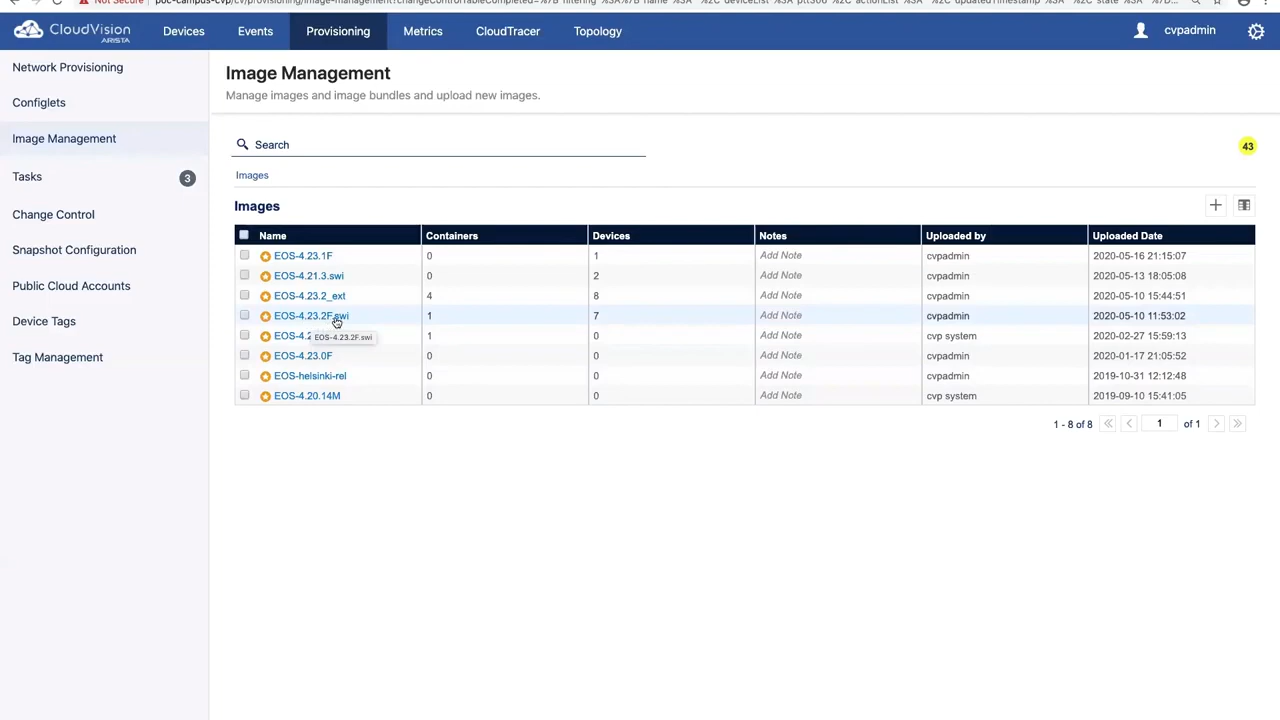 Not Secure
CloudVision
ARISTA
Devices
Events
Provisioning
Metrics
CloudTracer
Topology
cvpadmin
Network Provisioning
Configlets
Image Management
Tasks
3
Change Control
Snapshot Configuration
Public Cloud Accounts
Device Tags
Tag Management
Image Management
Manage images and image bundles and upload new images.
Search
43
Images
Images
Name Containers Devices Notes Uploaded by Uploaded Date
EOS-4.23.1F 0 1 Add Note cvpadmin 2020-05-16 21:15:07
EOS-4.21.3.swi 0 2 Add Note cvpadmin 2020-05-13 18:05:08
EOS-4.23.2_ext 4 8 Add Note cvpadmin 2020-05-10 15:44:51
EOS-4.23.2F.swi 1 7 Add Note cvpadmin 2020-05-10 11:53:02
EOS-4.2 1 0 Add Note cvp system 2020-02-27 15:59:13
EOS-4.23.2F.swi
EOS-4.23.0F 0 0 Add Note cvpadmin 2020-01-17 21:05:52
EOS-helsinki-rel 0 0 Add Note cvpadmin 2019-10-31 12:12:48
EOS-4.20.14M 0 0 Add Note cvp system 2019-09-10 15:41:05
1 - 8 of 8 1 of 1